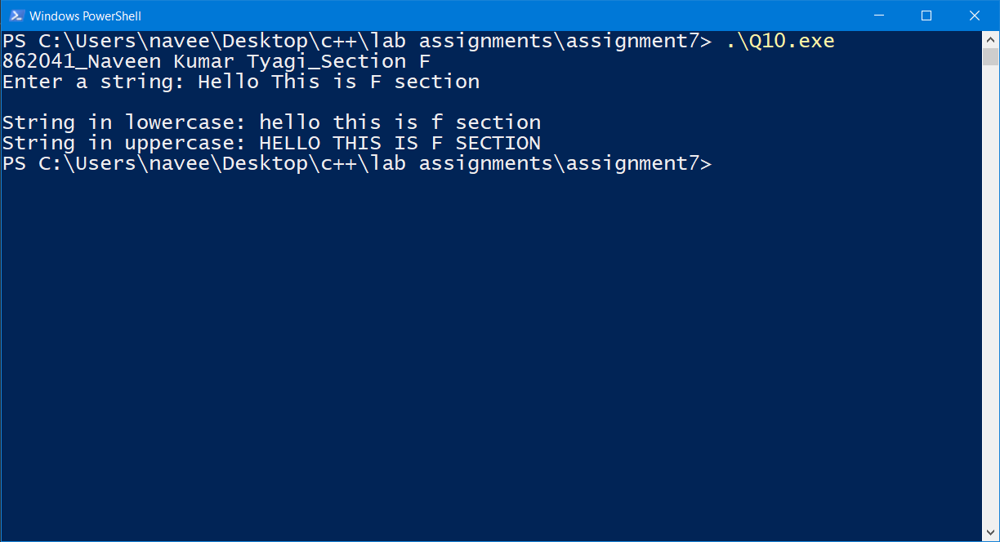 Windows PowerShell
PS C:\Users\navee\Desktop\c++\lab assignments\assignment7> .\Q10.exe
862041_Naveen Kumar Tyagi_Section F
Enter a string: Hello This is F section
String in lowercase: hello this is f section
String in uppercase: HELLO THIS IS F SECTION
PS C:\Users\navee\Desktop\c++\lab assignments\assignment7>